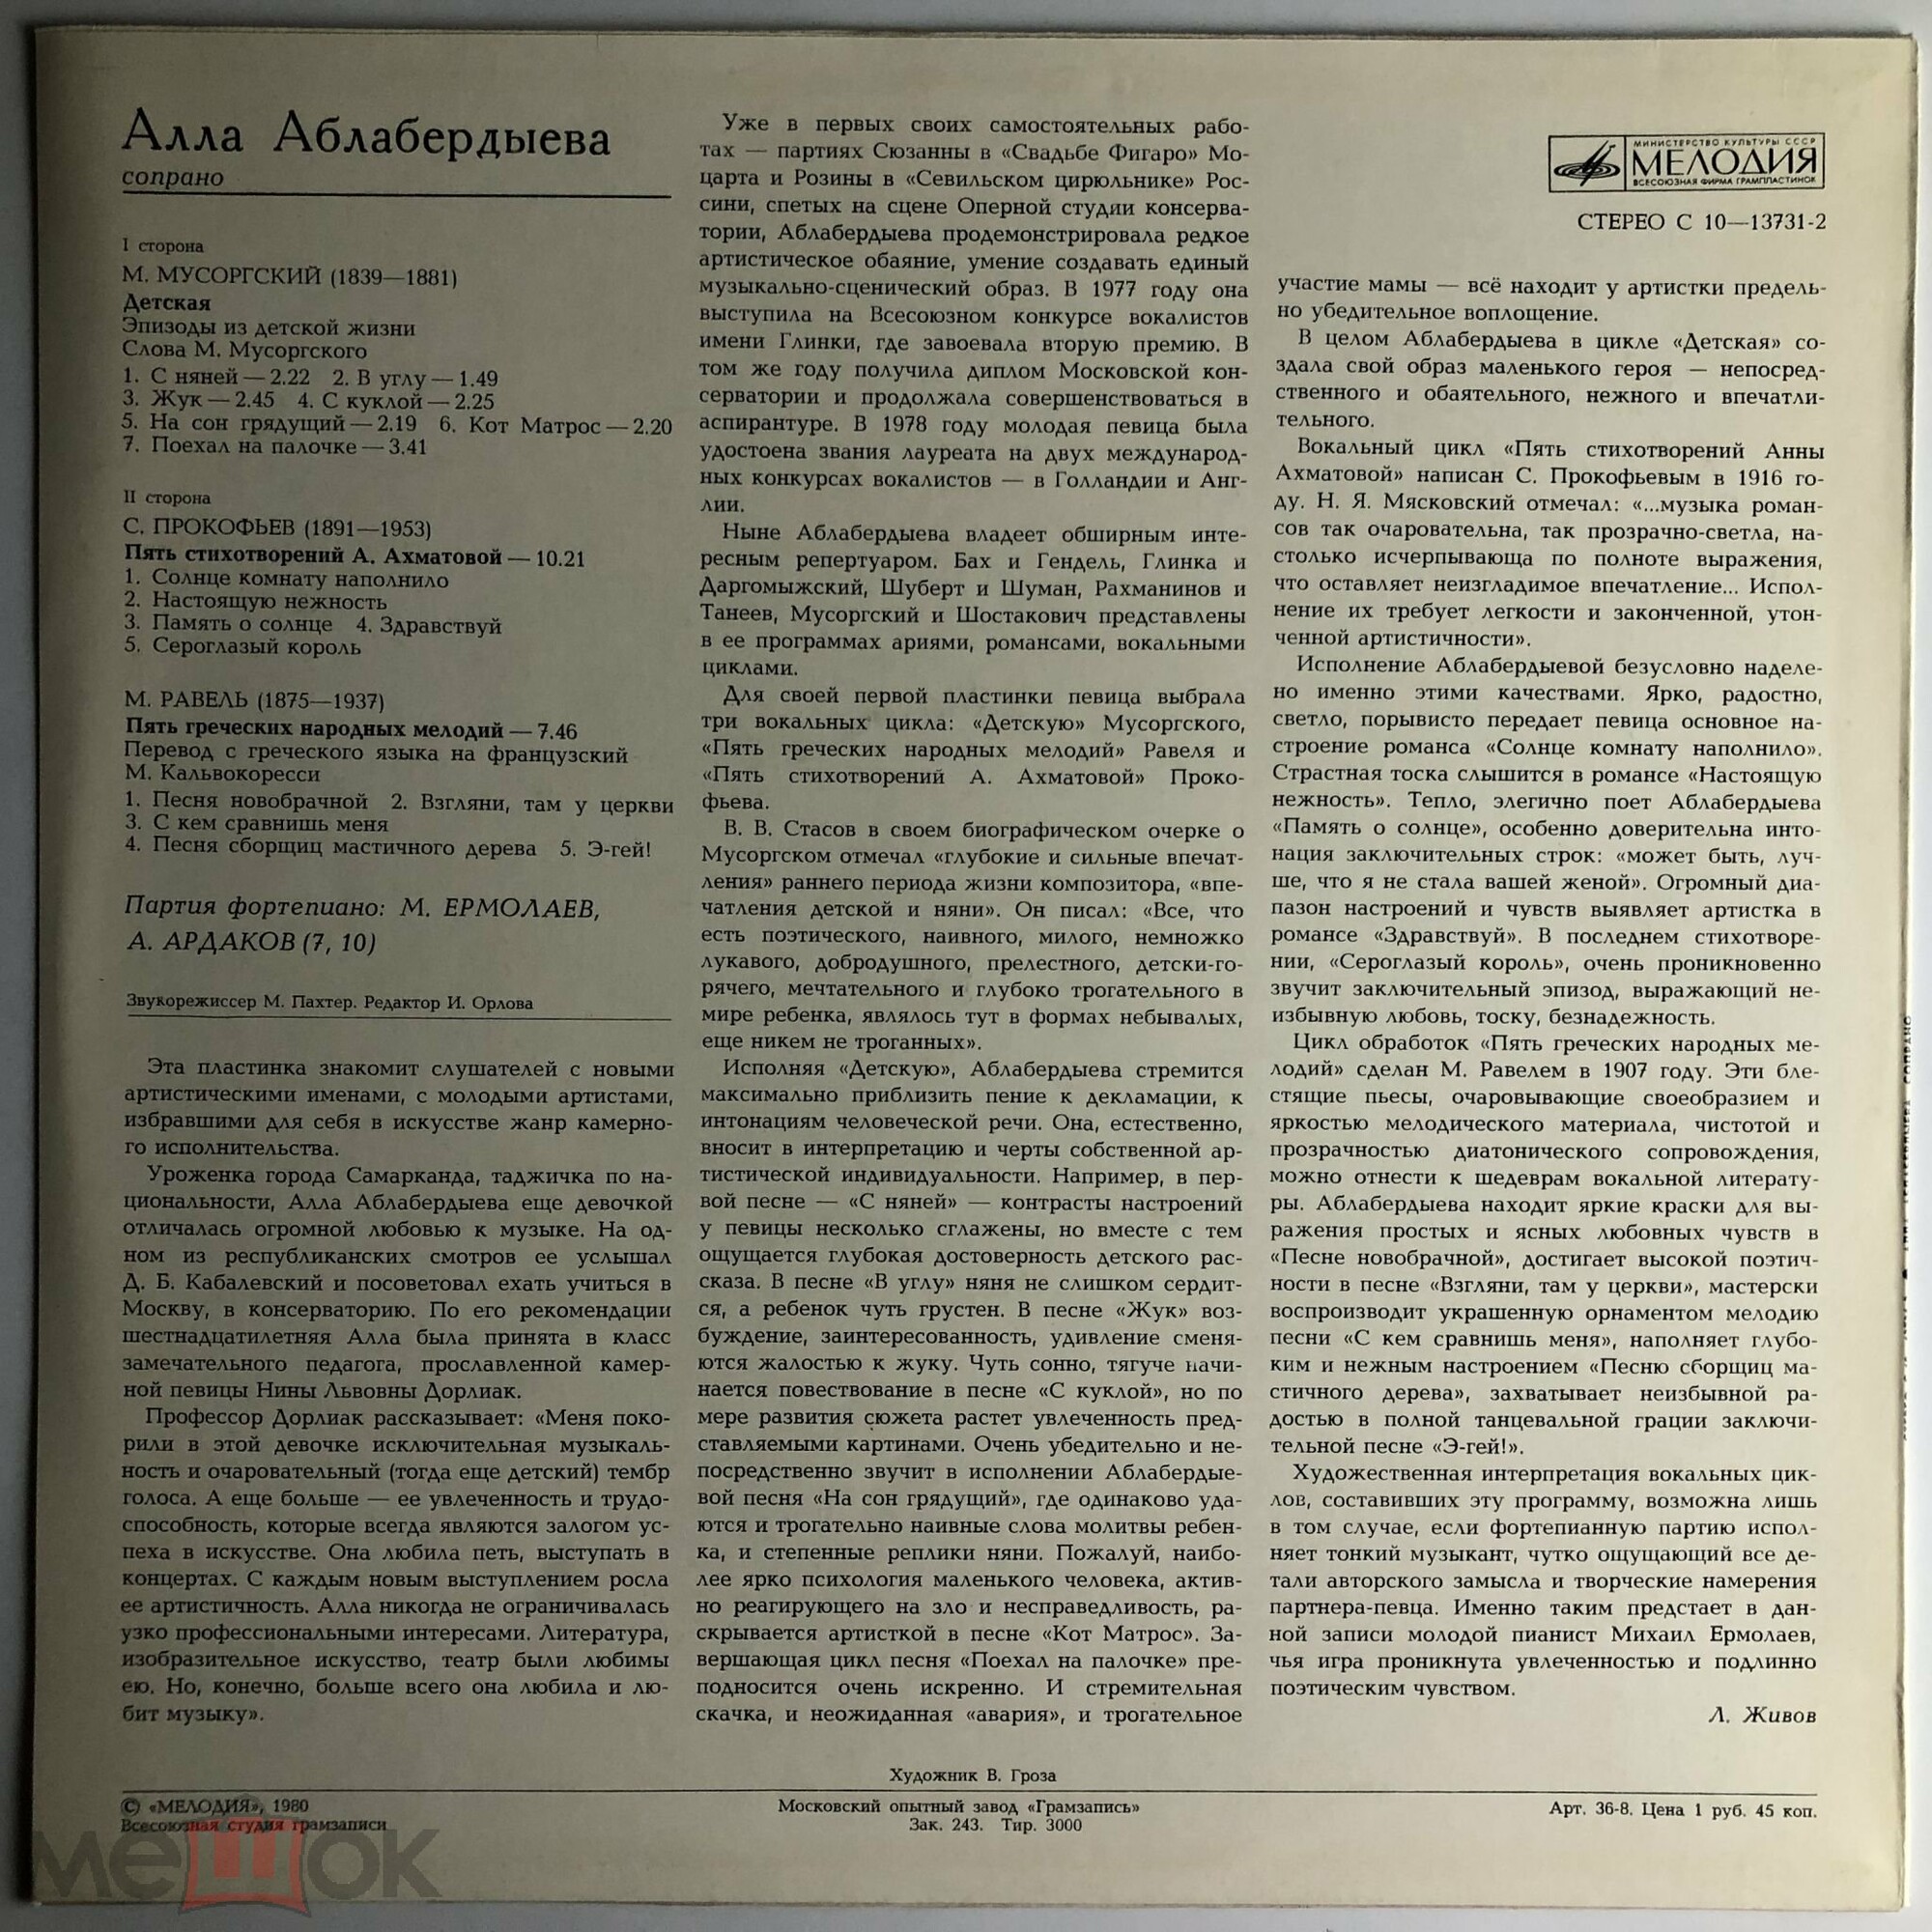 Алла Аблабердыева
сопрано
I сторона
М. МУСОРГСКИЙ (1839—1881)
Детская
Эпизоды из детской жизни
Слова М. Мусоргского
1. С няней — 2.22 2. В углу — 1.49
3. Жук — 2.45 4. С куклой — 2.25
5. На сон грядущий — 2.19 6. Кот Матрос — 2.20
7. Поехал на палочке — 3.41
II сторона
С. ПРОКОФЬЕВ (1891—1953)
Пять стихотворений А. Ахматовой — 10.21
1. Солнце комнату наполнило
2. Настоящую нежность
3. Память о солнце 4. Здравствуй
5. Сероглазый король
М. РАВЕЛЬ (1875—1937)
Пять греческих народных мелодий — 7.46
Перевод с греческого языка на французский
М. Кальвокоресси
1. Песня новобрачной 2. Взгляни, там у церкви
3. С кем сравнишь меня
4. Песня сборщиц мастичного дерева 5. Э-гей!
Партия фортепиано: М. ЕРМОЛАЕВ,
А. АРДАКОВ (7, 10)
Звукорежиссер М. Пахтер. Редактор И. Орлова
Эта пластинка знакомит слушателей с новыми
артистическими именами, с молодыми артистами,
избравшими для себя в искусстве жанр камерно-
го исполнительства.
Уроженка города Самарканда, таджичка по на-
циональности, Алла Аблабердыева еще девочкой
отличалась огромной любовью к музыке. На од-
ном из республиканских смотров ее услышал
Д. Б. Кабалевский и посоветовал ехать учиться в
Москву, в консерваторию. По его рекомендации
шестнадцатилетняя Алла была принята в класс
замечательного педагога, прославленной камер-
ной певицы Нины Львовны Дорлиак.
Профессор Дорлиак рассказывает: «Меня поко-
рили в этой девочке исключительная музыкаль-
ность и очаровательный (тогда еще детский) тембр
голоса. А еще больше — ее увлеченность и трудо-
способность, которые всегда являются залогом ус-
пеха в искусстве. Она любила петь, выступать в
концертах. С каждым новым выступлением росла
ее артистичность. Алла никогда не ограничивалась
узко профессиональными интересами. Литература,
изобразительное искусство, театр были любимы
ею. Но, конечно, больше всего она любила и лю-
бит музыку».
Уже в первых своих самостоятельных рабо-
тах — партиях Сюзанны в «Свадьбе Фигаро» Мо-
царта и Розины в «Севильском цирюльнике» Рос-
сини, спетых на сцене Оперной студии консерва-
тории, Аблабердыева продемонстрировала редкое
артистическое обаяние, умение создавать единый
музыкально-сценический образ. В 1977 году она
выступила на Всесоюзном конкурсе вокалистов
имени Глинки, где завоевала вторую премию. В
том же году получила диплом Московской кон-
серватории и продолжала совершенствоваться в
аспирантуре. В 1978 году молодая певица была
удостоена звания лауреата на двух международ-
ных конкурсах вокалистов — в Голландии и Анг-
лии.
Ныне Аблабердыева владеет обширным инте-
ресным репертуаром. Бах и Гендель, Глинка и
Даргомыжский, Шуберт и Шуман, Рахманинов и
Танеев, Мусоргский и Шостакович представлены
в ее программах ариями, романсами, вокальными
циклами.
Для своей первой пластинки певица выбрала
три вокальных цикла: «Детскую» Мусоргского,
«Пять греческих народных мелодий» Равеля и
«Пять стихотворений А. Ахматовой» Проко-
фьева.
В. В. Стасов в своем биографическом очерке о
Мусоргском отмечал «глубокие и сильные впечат-
ления» раннего периода жизни композитора, «впе-
чатления детской и няни». Он писал: «Все, что
есть поэтического, наивного, милого, немножко
лукавого, добродушного, прелестного, детски-го-
рячего, мечтательного и глубоко трогательного в
мире ребенка, являлось тут в формах небывалых,
еще никем не троганных».
Исполняя «Детскую», Аблабердыева стремится
максимально приблизить пение к декламации, к
интонациям человеческой речи. Она, естественно,
вносит в интерпретацию и черты собственной ар-
тистической индивидуальности. Например, в пер-
вой песне — «С няней» — контрасты настроений
у певицы несколько сглажены, но вместе с тем
ощущается глубокая достоверность детского рас-
сказа. В песне «В углу» няня не слишком сердит-
ся, а ребенок чуть грустен. В песне «Жук» воз-
буждение, заинтересованность, удивление сменя-
ются жалостью к жуку. Чуть сонно, тягуче начи-
нается повествование в песне «С куклой», но по
мере развития сюжета растет увлеченность пред-
ставляемыми картинами. Очень убедительно и не-
посредственно звучит в исполнении Аблабердые-
вой песня «На сон грядущий», где одинаково уда-
ются и трогательно наивные слова молитвы ребен-
ка, и степенные реплики няни. Пожалуй, наибо-
лее ярко психология маленького человека, актив-
но реагирующего на зло и несправедливость, ра-
скрывается артисткой в песне «Кот Матрос». За-
вершающая цикл песня «Поехал на палочке» пре-
подносится очень искренно. И стремительная
скачка, и неожиданная «авария», и трогательное
МИНИСТЕРСТВО КУЛЬТУРЫ СССР
МЕЛОДИЯ
ВСЕСОЮЗНАЯ ФИРМА ГРАМПЛАСТИНОК
СТЕРЕО С 10—13731-2
участие мамы — всё находит у артистки предель-
но убедительное воплощение.
В целом Аблабердыева в цикле «Детская» со-
здала свой образ маленького героя — непосред-
ственного и обаятельного, нежного и впечатли-
тельного.
Вокальный цикл «Пять стихотворений Анны
Ахматовой» написан С. Прокофьевым в 1916 го-
ду. Н. Я. Мясковский отмечал: «...музыка роман-
сов так очаровательна, так прозрачно-светла, на-
столько исчерпывающа по полноте выражения,
что оставляет неизгладимое впечатление... Испол-
нение их требует легкости и законченной, утон-
ченной артистичности».
Исполнение Аблабердыевой безусловно наделе-
но именно этими качествами. Ярко, радостно,
светло, порывисто передает певица основное на-
строение романса «Солнце комнату наполнило».
Страстная тоска слышится в романсе «Настоящую
нежность». Тепло, элегично поет Аблабердыева
«Память о солнце», особенно доверительна инто-
нация заключительных строк: «может быть, луч-
ше, что я не стала вашей женой». Огромный диа-
пазон настроений и чувств выявляет артистка в
романсе «Здравствуй». В последнем стихотворе-
нии, «Сероглазый король», очень проникновенно
звучит заключительный эпизод, выражающий не-
избывную любовь, тоску, безнадежность.
Цикл обработок «Пять греческих народных ме-
лодий» сделан М. Равелем в 1907 году. Эти бле-
стящие пьесы, очаровывающие своеобразием и
яркостью мелодического материала, чистотой и
прозрачностью диатонического сопровождения,
можно отнести к шедеврам вокальной литерату-
ры. Аблабердыева находит яркие краски для вы-
ражения простых и ясных любовных чувств в
«Песне новобрачной», достигает высокой поэтич-
ности в песне «Взгляни, там у церкви», мастерски
воспроизводит украшенную орнаментом мелодию
песни «С кем сравнишь меня», наполняет глубо-
ким и нежным настроением «Песню сборщиц ма-
стичного дерева», захватывает неизбывной ра-
достью в полной танцевальной грации заключи-
тельной песне «Э-гей!».
Художественная интерпретация вокальных цик-
лов, составивших эту программу, возможна лишь
в том случае, если фортепианную партию испол-
няет тонкий музыкант, чутко ощущающий все де-
тали авторского замысла и творческие намерения
партнера-певца. Именно таким предстает в дан-
ной записи молодой пианист Михаил Ермолаев,
чья игра проникнута увлеченностью и подлинно
поэтическим чувством.
Л. Живов
Художник В. Гроза
© «МЕЛОДИЯ», 1980
Всесоюзная студия грамзаписи
Московский опытный завод «Грамзапись»
Зак. 243. Тир. 3000
Арт. 36-8. Цена 1 руб. 45 коп.
мешок